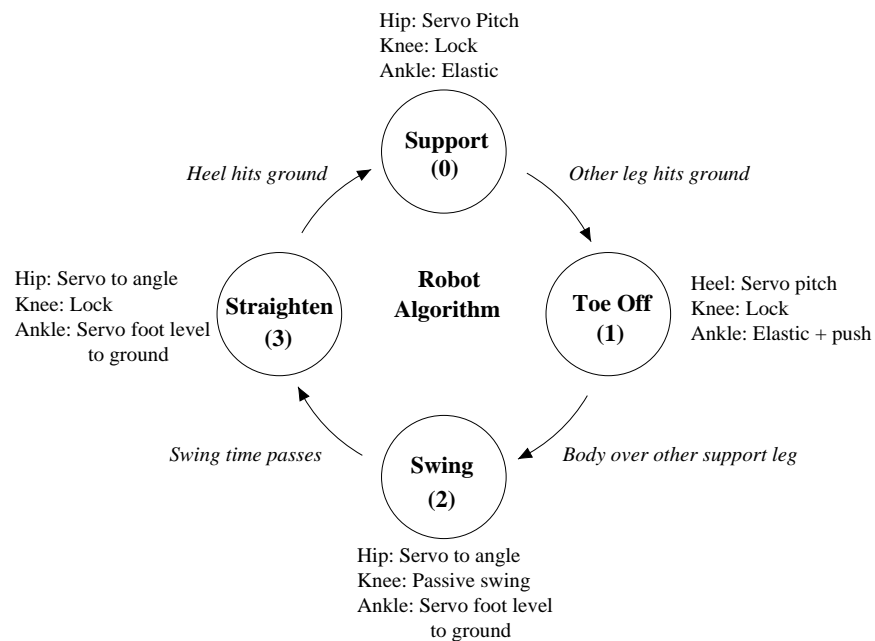 Hip: Servo Pitch
Knee: Lock
Ankle: Elastic
Support
(0)
Heel hits ground
Other leg hits ground
Hip: Servo to angle
Knee: Lock
Ankle: Servo foot level
to ground
Straighten
(3)
Robot
Algorithm
Toe Off
(1)
Heel: Servo pitch
Knee: Lock
Ankle: Elastic + push
Swing time passes
Body over other support leg
Swing
(2)
Hip: Servo to angle
Knee: Passive swing
Ankle: Servo foot level
to ground